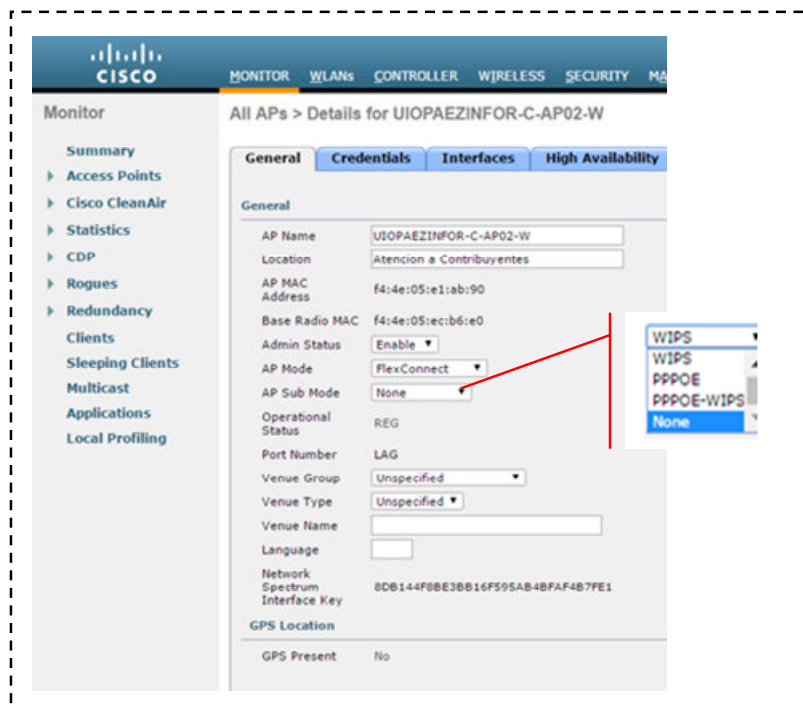 CISCO
MONITOR WLANs CONTROLLER WIRELESS SECURITY MA
Monitor
Summary
Access Points
Cisco CleanAir
Statistics
CDP
Rogues
Redundancy
Clients
Sleeping Clients
Multicast
Applications
Local Profiling
All APs > Details for UIOPAEZINFOR-C-AP02-W
General Credentials Interfaces High Availability
General
AP Name UIOPAEZINFOR-C-AP02-W
Location Atencion a Contribuyentes
AP MAC Address f4:4e:05:e1:ab:90
Base Radio MAC f4:4e:05:ec:b6:e0
Admin Status Enable
AP Mode FlexConnect
AP Sub Mode None
Operational Status REG
Port Number LAG
Venue Group Unspecified
Venue Type Unspecified
Venue Name
Language
Network Spectrum Interface Key 8DB144F8BE3BB16F595AB4BFAF4B7FE1
GPS Location
GPS Present No
WIPS
WIPS
PPPOE
PPPOE-WIPS
None